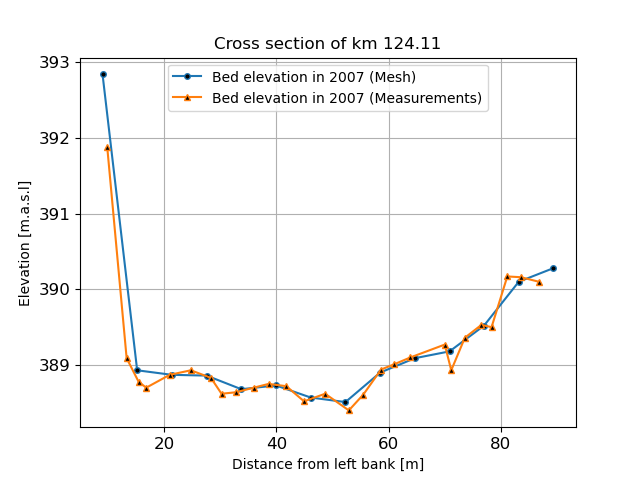 Cross section of km 124.11
Bed elevation in 2007 (Mesh)
Bed elevation in 2007 (Measurements)
Elevation [m.a.s.l]
393
392
391
390
389
20 40 60 80
Distance from left bank [m]